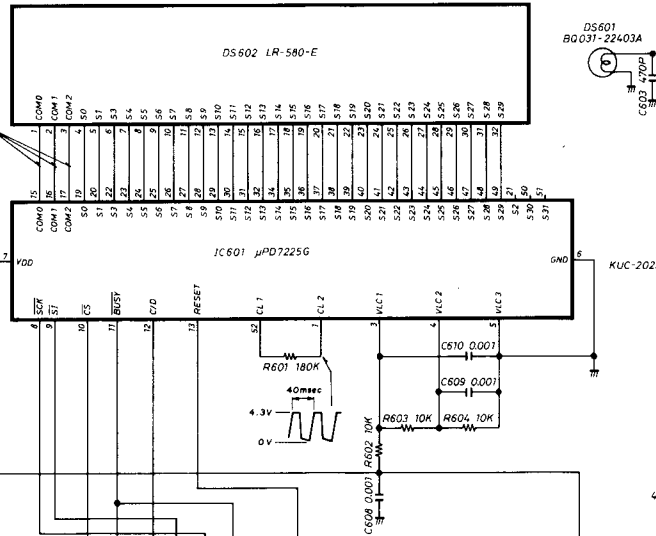 DS602 LR-580-E
DS601
BQ031-22403A
C603 470P
COM0 COM1 COM2 S0 S1 S3 S4 S5 S6 S7 S8 S9 S10 S11 S12 S13 S14 S15 S16 S17 S18 S19 S20 S21 S22 S23 S24 S25 S26 S27 S28 S29
1 2 3 4 5 6 7 8 9 10 11 12 13 14 15 16 17 18 19 20 21 22 23 24 25 26 27 28 29 30 31 32
15 16 17 19 20 22 23 24 25 26 27 28 29 30 31 32 34 35 36 37 38 39 40 41 42 43 44 45 46 47 48 49 21 50 51
COM0 COM1 COM2 S0 S1 S3 S4 S5 S6 S7 S8 S9 S10 S11 S12 S13 S14 S15 S16 S17 S18 S19 S20 S21 S22 S23 S24 S25 S26 S27 S28 S29 S2 S30 S31
7 VDD
IC601 μPD7225G
GND 6
KUC-202
SCK SI CS BUSY C/D RESET CL1 CL2 VLC1 VLC2 VLC3
8 9 10 11 12 13 52 1 3 4 5
R601 180K
C610 0.001
C609 0.001
40msec
4.3V
0V
R603 10K
R604 10K
R602 10K
C608 0.001
4